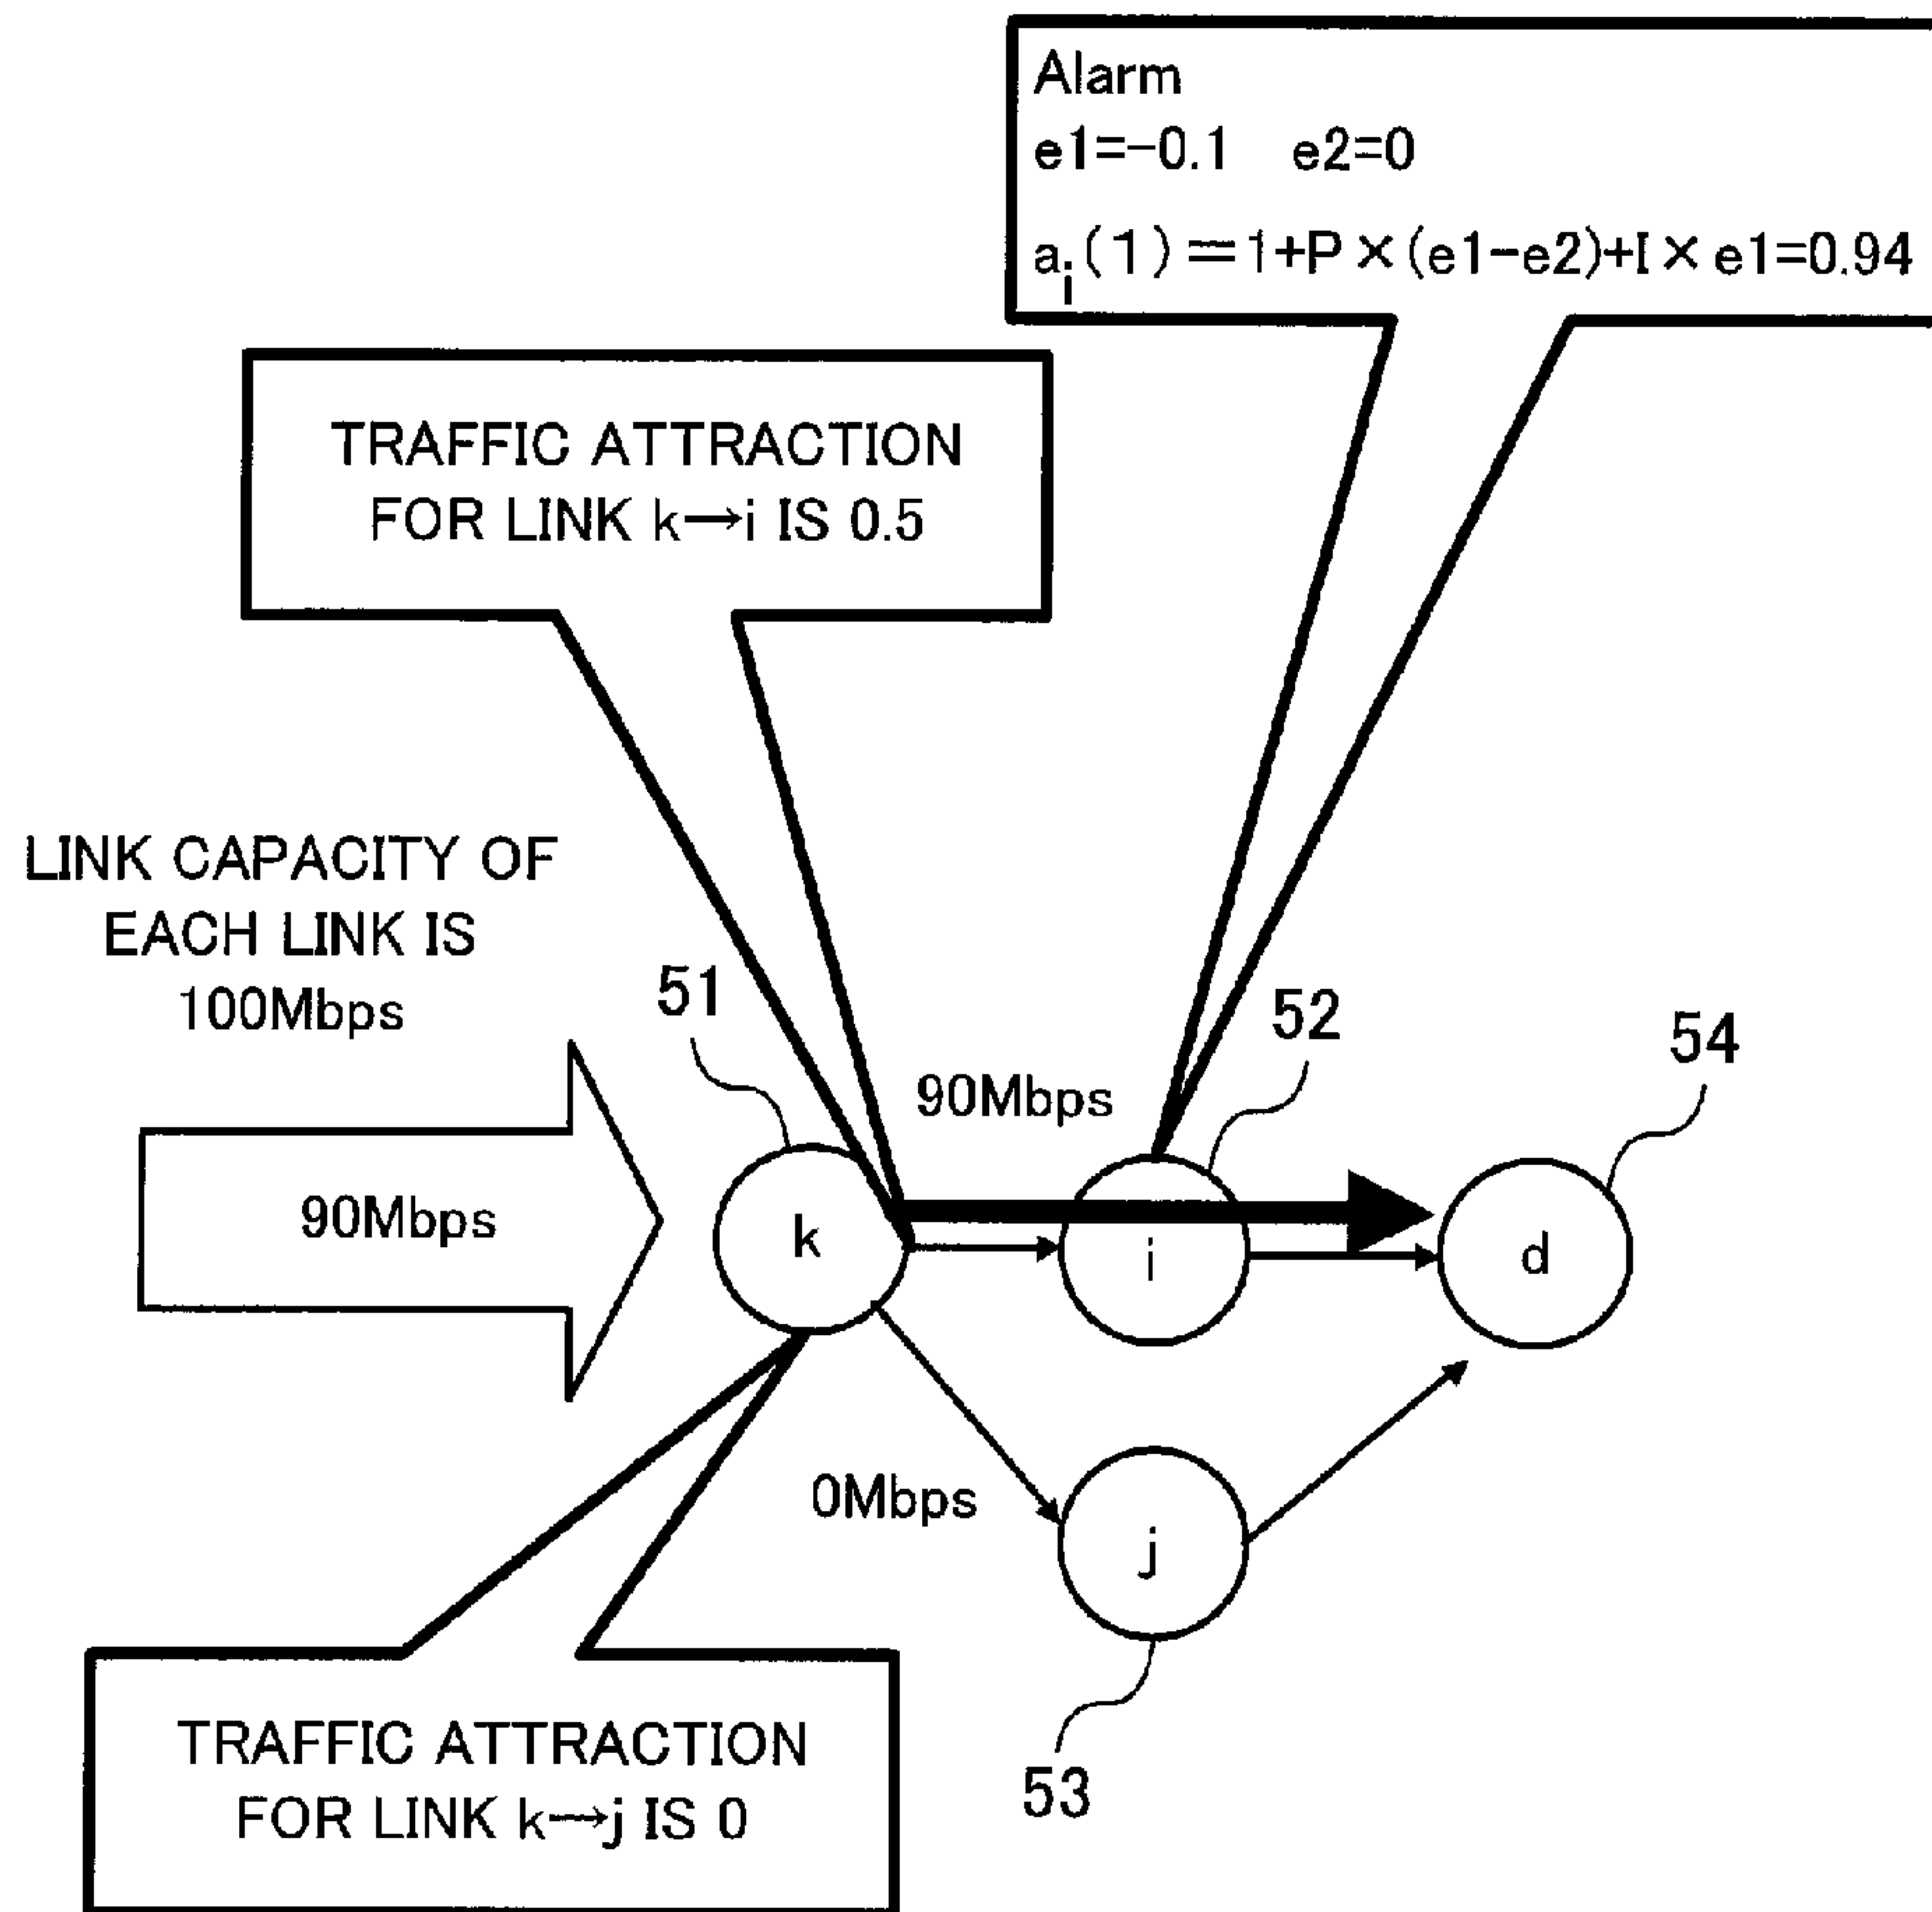 Alarm
e1=-0.1 e2=0
ai(1)=1+P×(e1-e2)+I×e1=0.94
TRAFFIC ATTRACTION
FOR LINK k→i IS 0.5
LINK CAPACITY OF
EACH LINK IS
100Mbps
51
52
54
90Mbps
90Mbps
k
i
d
0Mbps
j
53
TRAFFIC ATTRACTION
FOR LINK k→j IS 0